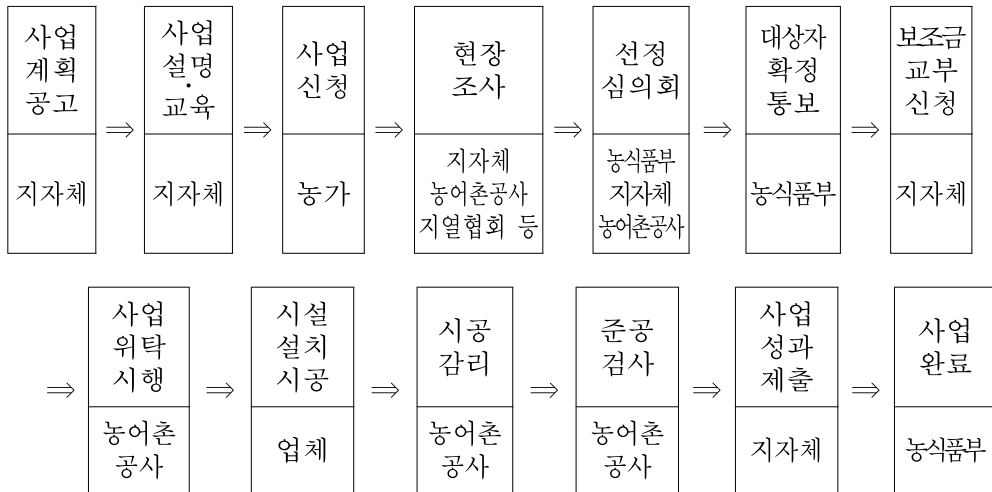 사업
계획
공고
지자체
⇒
사업
설명
·
교육
지자체
⇒
사업
신청
농가
⇒
현장
조사
지자체
농어촌공사
지열협회 등
⇒
선정
심의회
농식품부
지자체
농어촌공사
⇒
대상자
확정
통보
농식품부
⇒
보조금
교부
신청
지자체
⇒
사업
위탁
시행
농어촌
공사
⇒
시설
설치
시공
업체
⇒
시공
감리
농어촌
공사
⇒
준공
검사
농어촌
공사
⇒
사업
성과
제출
지자체
⇒
사업
완료
농식품부